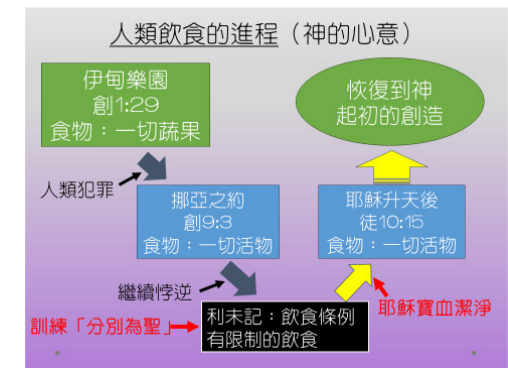 人類飲食的進程（神的心意）
伊甸樂園
創1:29
食物：一切蔬果
人類犯罪
挪亞之約
創9:3
食物：一切活物
繼續悖逆
訓練「分別為聖」
利未記：飲食條例
有限制的飲食
耶穌寶血潔淨
耶穌升天後
徒10:15
食物：一切活物
恢復到神
起初的創造